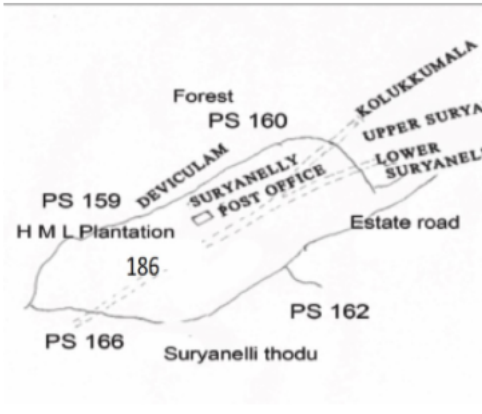 KOLUKKUMALA
Forest
PS 160
UPPER SURYA
LOWER
SURYANELL
DEVICULAM
SURYANELLY
POST OFFICE
PS 159
H M L Plantation
Estate road
186
PS 162
PS 166
Suryanelli thodu